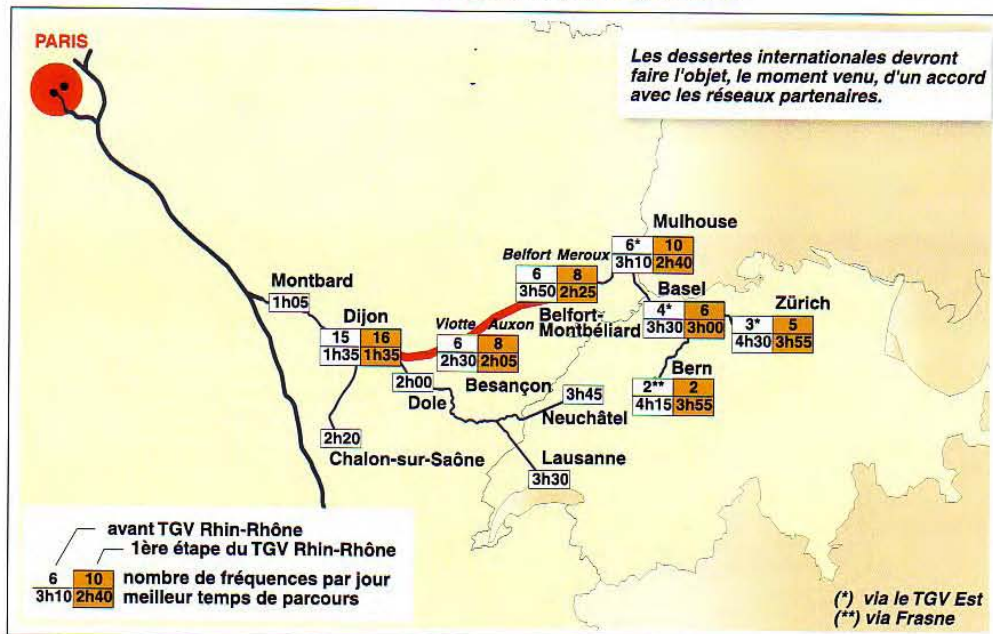 PARIS
Les dessertes internationales devront
faire l'objet, le moment venu, d'un accord
avec les réseaux partenaires.
Mulhouse
6* 10
3h10 2h40
Belfort Meroux
6 8
3h50 2h25
Belfort-
Montbéliard
Basel
4* 6
3h30 3h00
Zürich
3* 5
4h30 3h55
Montbard
1h05
Dijon
15 16
1h35 1h35
Viotte Auxon
6 8
2h30 2h05
Besançon
Bern
2** 2
4h15 3h55
2h00
Dole
3h45
Neuchâtel
2h20
Chalon-sur-Saône
Lausanne
3h30
avant TGV Rhin-Rhône
1ère étape du TGV Rhin-Rhône
6 10 nombre de fréquences par jour
3h10 2h40 meilleur temps de parcours
(*) via le TGV Est
(**) via Frasne